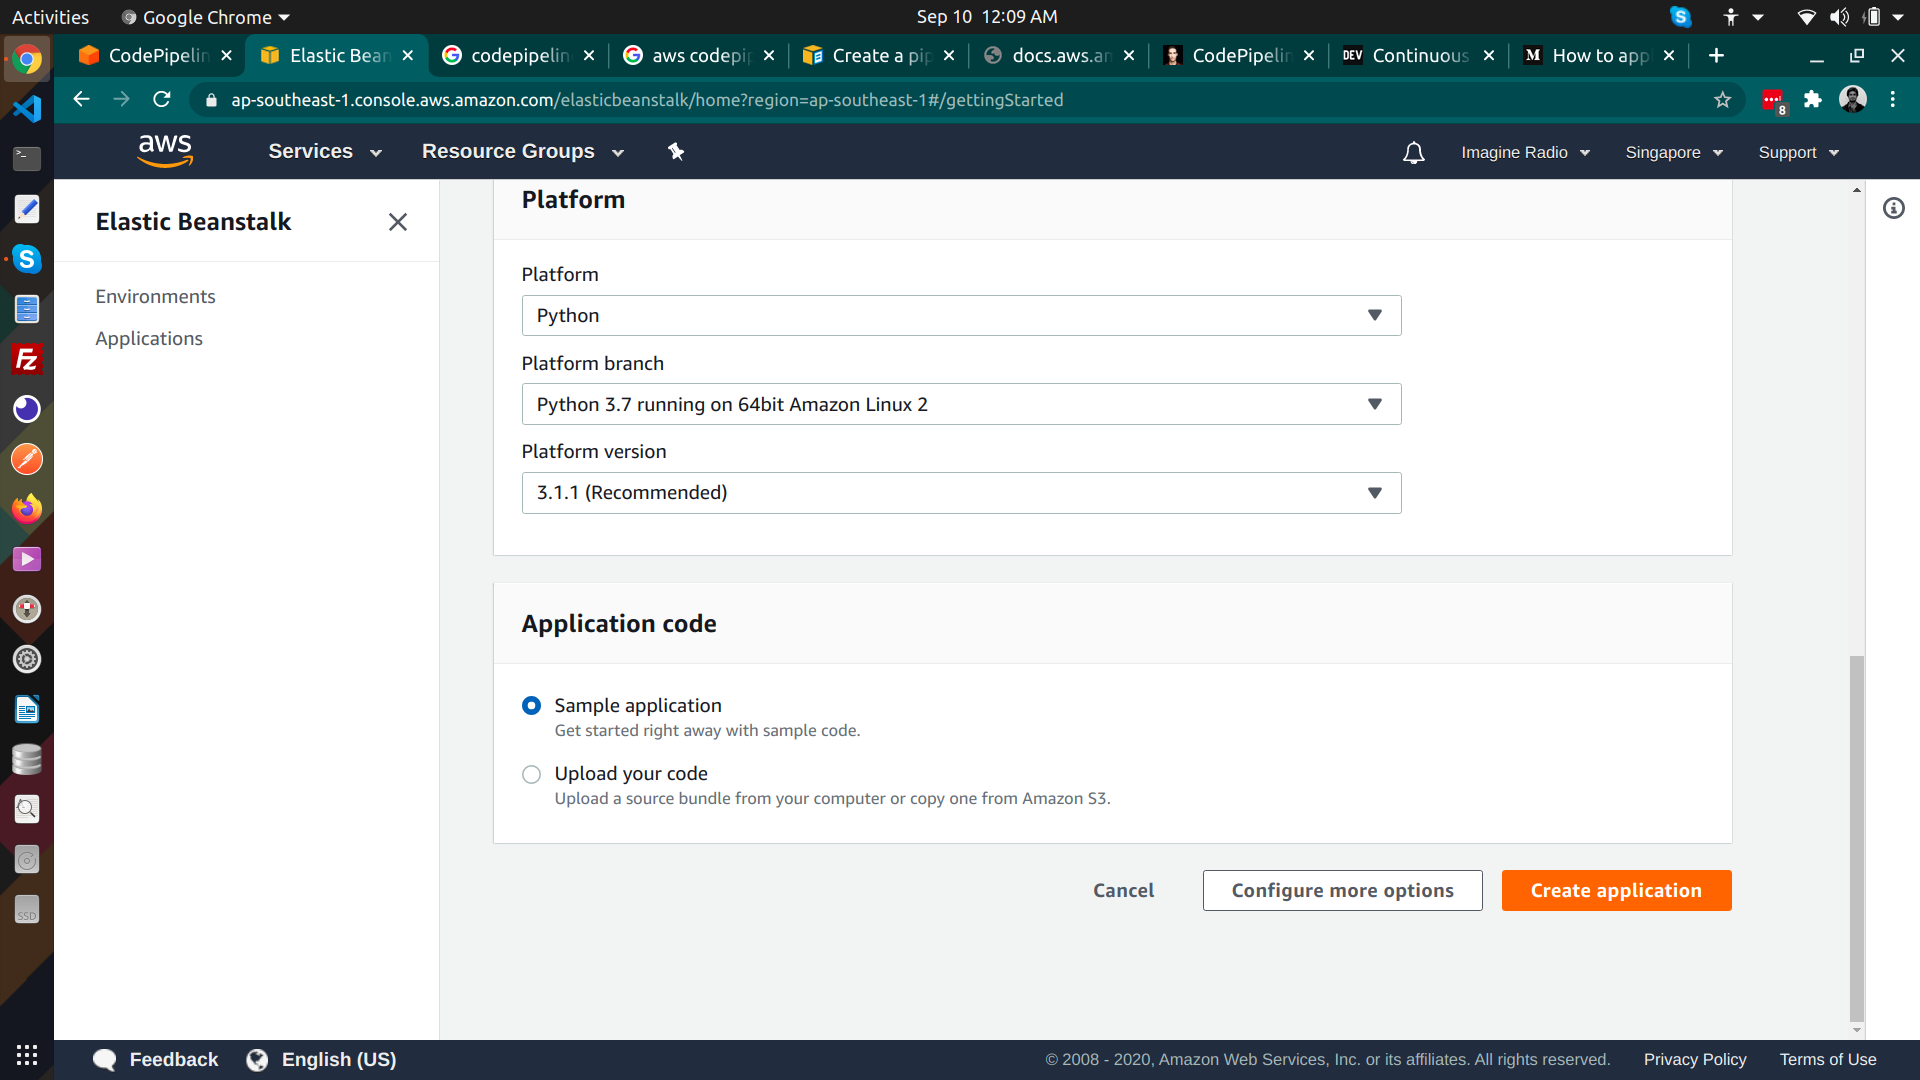 Activities
Google Chrome
Sep 10 12:09 AM
CodePipelin
Elastic Bean
codepipelin
aws codepip
Create a pip
docs.aws.am
CodePipelin
DEV
Continuous
M
How to appl
ap-southeast-1.console.aws.amazon.com/elasticbeanstalk/home?region=ap-southeast-1#/gettingStarted
8
aws
Services
Resource Groups
Imagine Radio
Singapore
Support
Elastic Beanstalk
Environments
Applications
Platform
Platform
Python
Platform branch
Python 3.7 running on 64bit Amazon Linux 2
Platform version
3.1.1 (Recommended)
Application code
Sample application
Get started right away with sample code.
Upload your code
Upload a source bundle from your computer or copy one from Amazon S3.
Cancel
Configure more options
Create application
SSD
Feedback
English (US)
© 2008 - 2020, Amazon Web Services, Inc. or its affiliates. All rights reserved.
Privacy Policy
Terms of Use